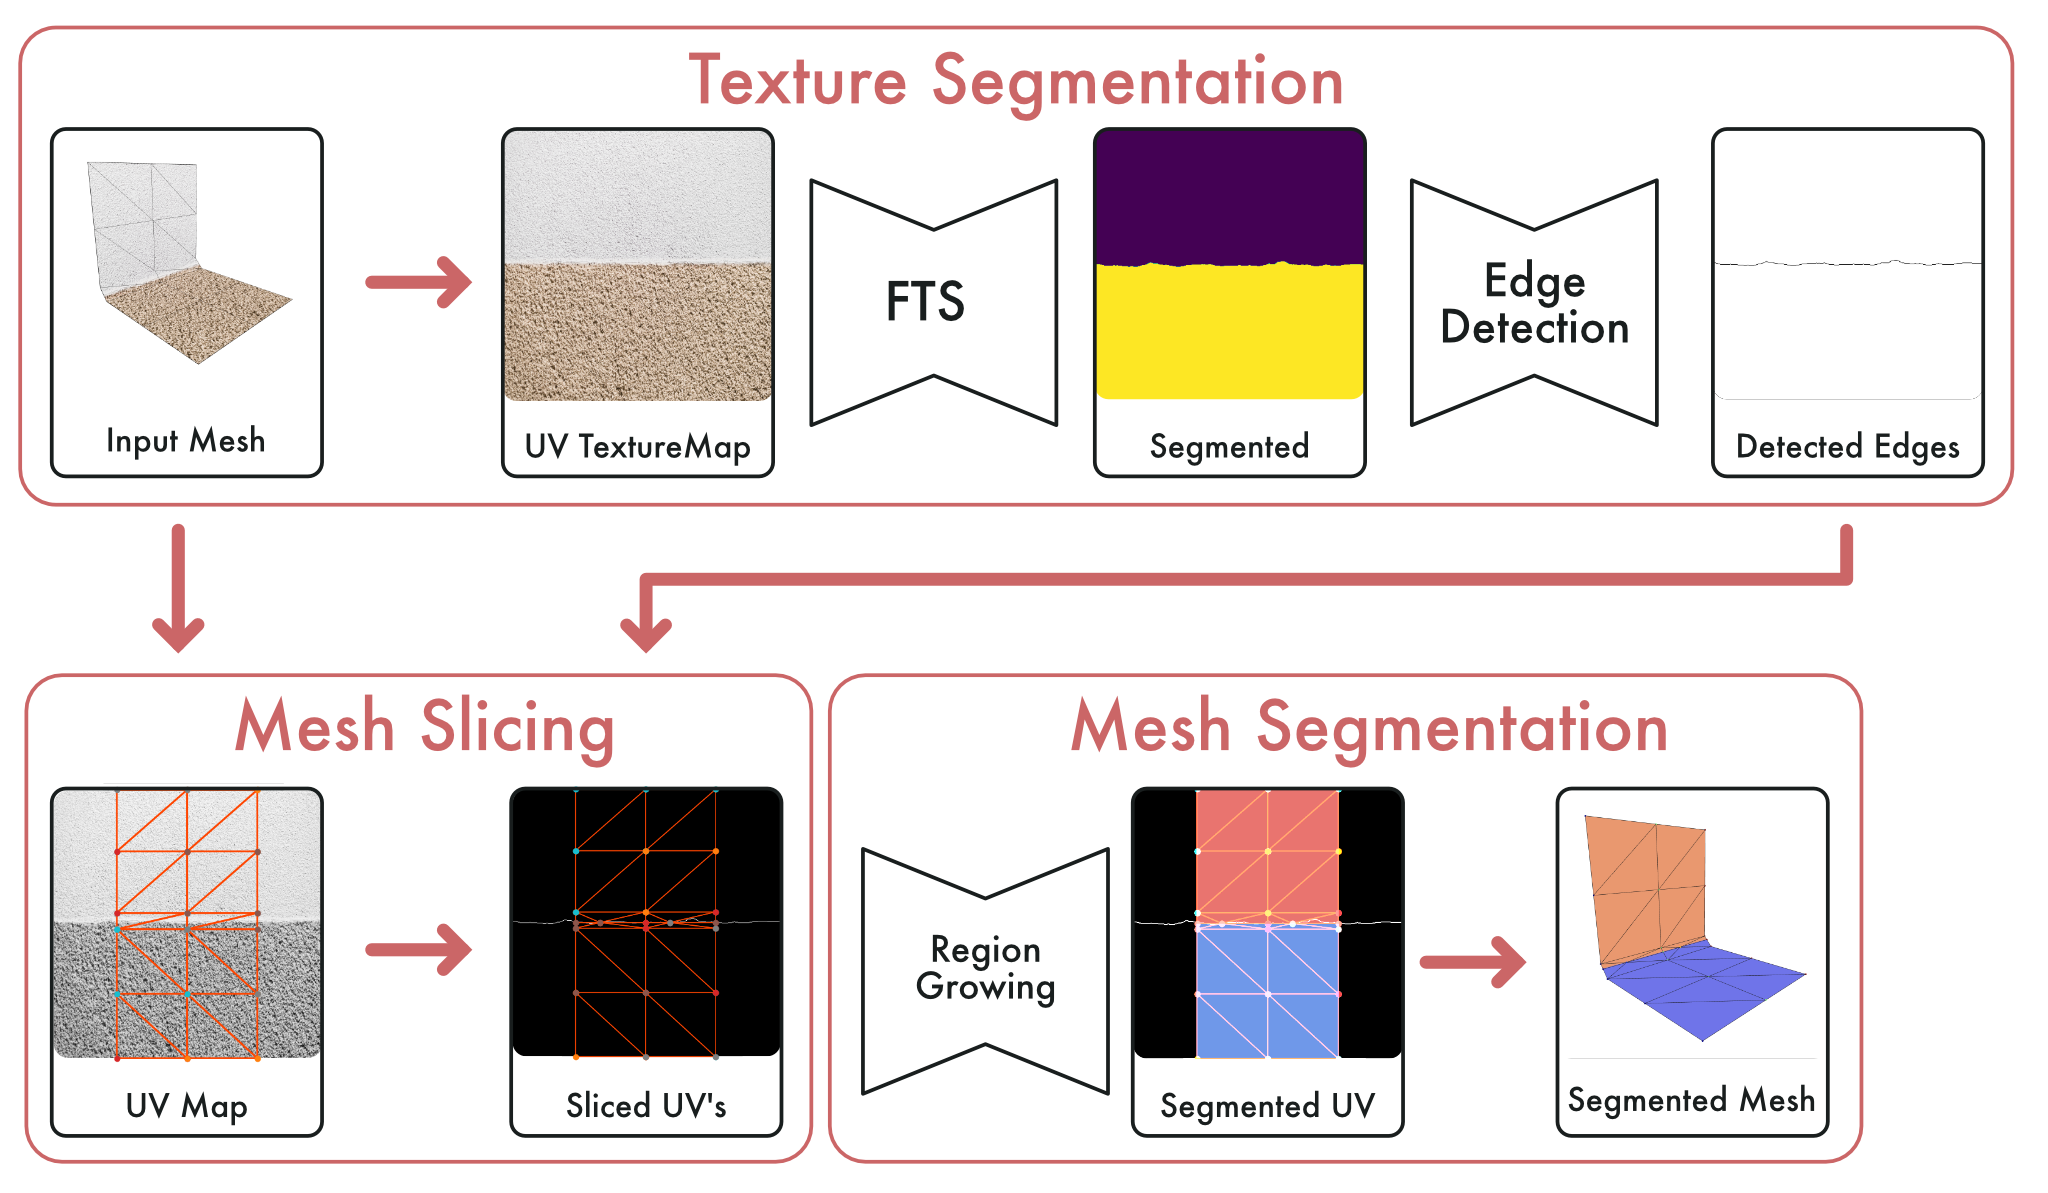 Texture Segmentation
Input Mesh
UV TextureMap
FTS
Segmented
Edge
Detection
Detected Edges
Mesh Slicing
UV Map
Sliced UV's
Mesh Segmentation
Region
Growing
Segmented UV
Segmented Mesh